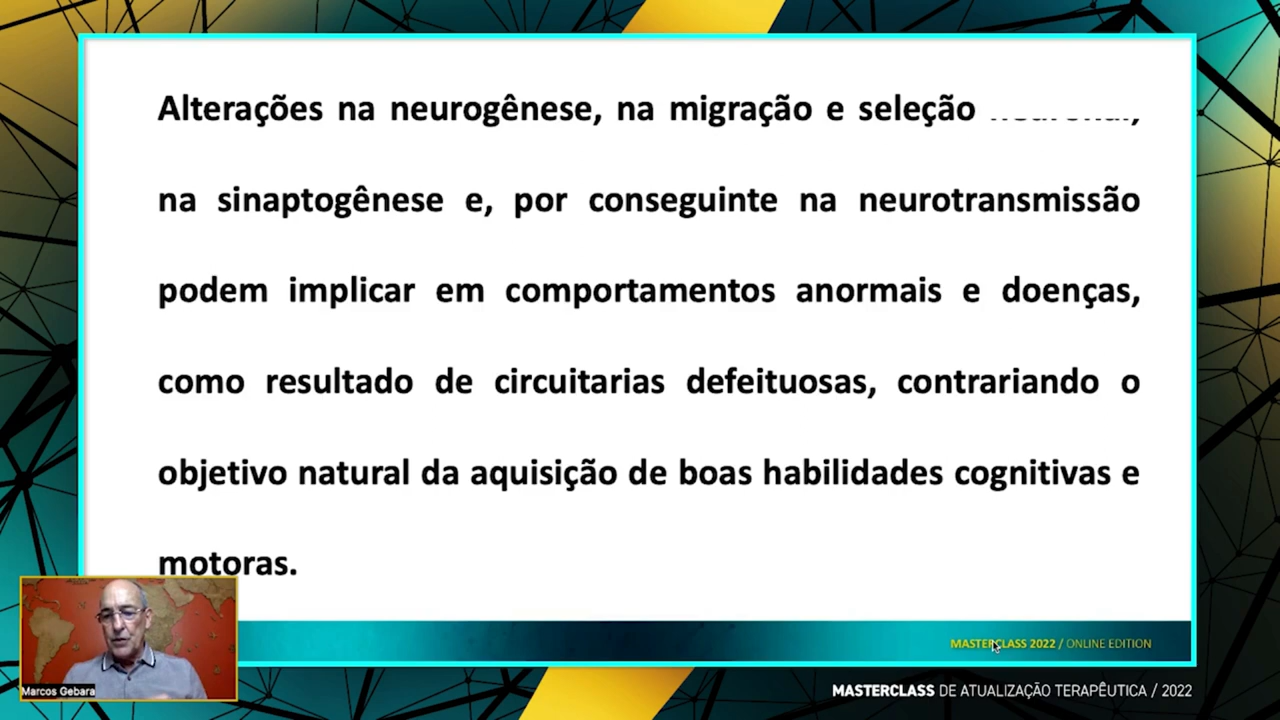 Alterações na neurogênese, na migração e seleção
na sinaptogênese e, por conseguinte na neurotransmissão
podem implicar em comportamentos anormais e doenças,
como resultado de circuitarias defeituosas, contrariando o
objetivo natural da aquisição de boas habilidades cognitivas e
motoras.
MASTERCLASS 2022 / ONLINE EDITION
Marcos Gebara
MASTERCLASS DE ATUALIZAÇÃO TERAPÊUTICA / 2022